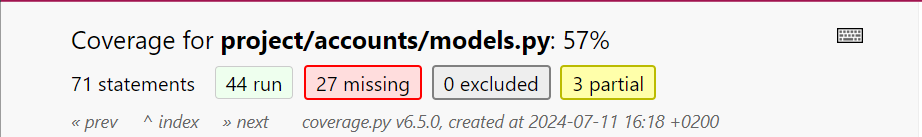 Coverage for project/accounts/models.py: 57%
71 statements 44 run 27 missing 0 excluded 3 partial
« prev ^ index » next coverage.py v6.5.0, created at 2024-07-11 16:18 +0200